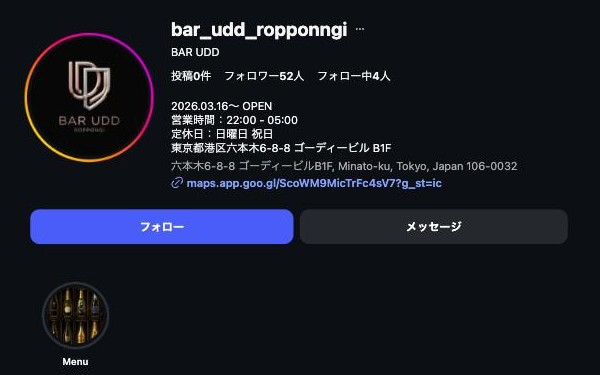 bar_udd_ropponngi ...
BAR UDD
投稿0件 フォロワー52人 フォロー中4人
2026.03.16〜 OPEN
営業時間：22:00 - 05:00
定休日：日曜日 祝日
東京都港区六本木6-8-8 ゴーディービル B1F
六本木6-8-8 ゴーディービルB1F, Minato-ku, Tokyo, Japan 106-0032
maps.app.goo.gl/ScoWM9MicTrFc4sV7?g_st=ic
BAR UDD
ROPPONGI
フォロー メッセージ
Menu